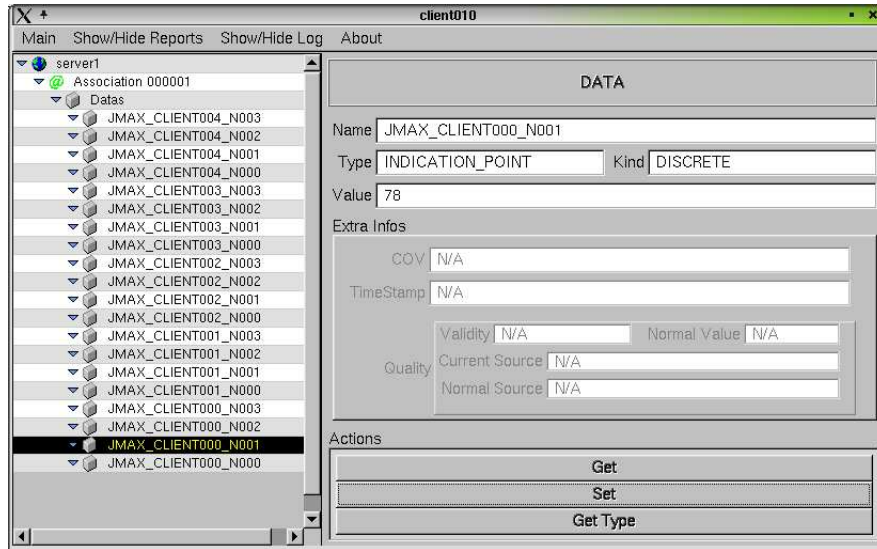 client010
Main Show/Hide Reports Show/Hide Log About
server1
Association 000001
Datas
JMAX_CLIENT004_N003
JMAX_CLIENT004_N002
JMAX_CLIENT004_N001
JMAX_CLIENT004_N000
JMAX_CLIENT003_N003
JMAX_CLIENT003_N002
JMAX_CLIENT003_N001
JMAX_CLIENT003_N000
JMAX_CLIENT002_N003
JMAX_CLIENT002_N002
JMAX_CLIENT002_N001
JMAX_CLIENT002_N000
JMAX_CLIENT001_N003
JMAX_CLIENT001_N002
JMAX_CLIENT001_N001
JMAX_CLIENT001_N000
JMAX_CLIENT000_N003
JMAX_CLIENT000_N002
JMAX_CLIENT000_N001
JMAX_CLIENT000_N000
DATA
Name JMAX_CLIENT000_N001
Type INDICATION_POINT Kind DISCRETE
Value 78
Extra Infos
COV N/A
TimeStamp N/A
Validity N/A Normal Value N/A
Quality Current Source N/A
Normal Source N/A
Actions
Get
Set
Get Type